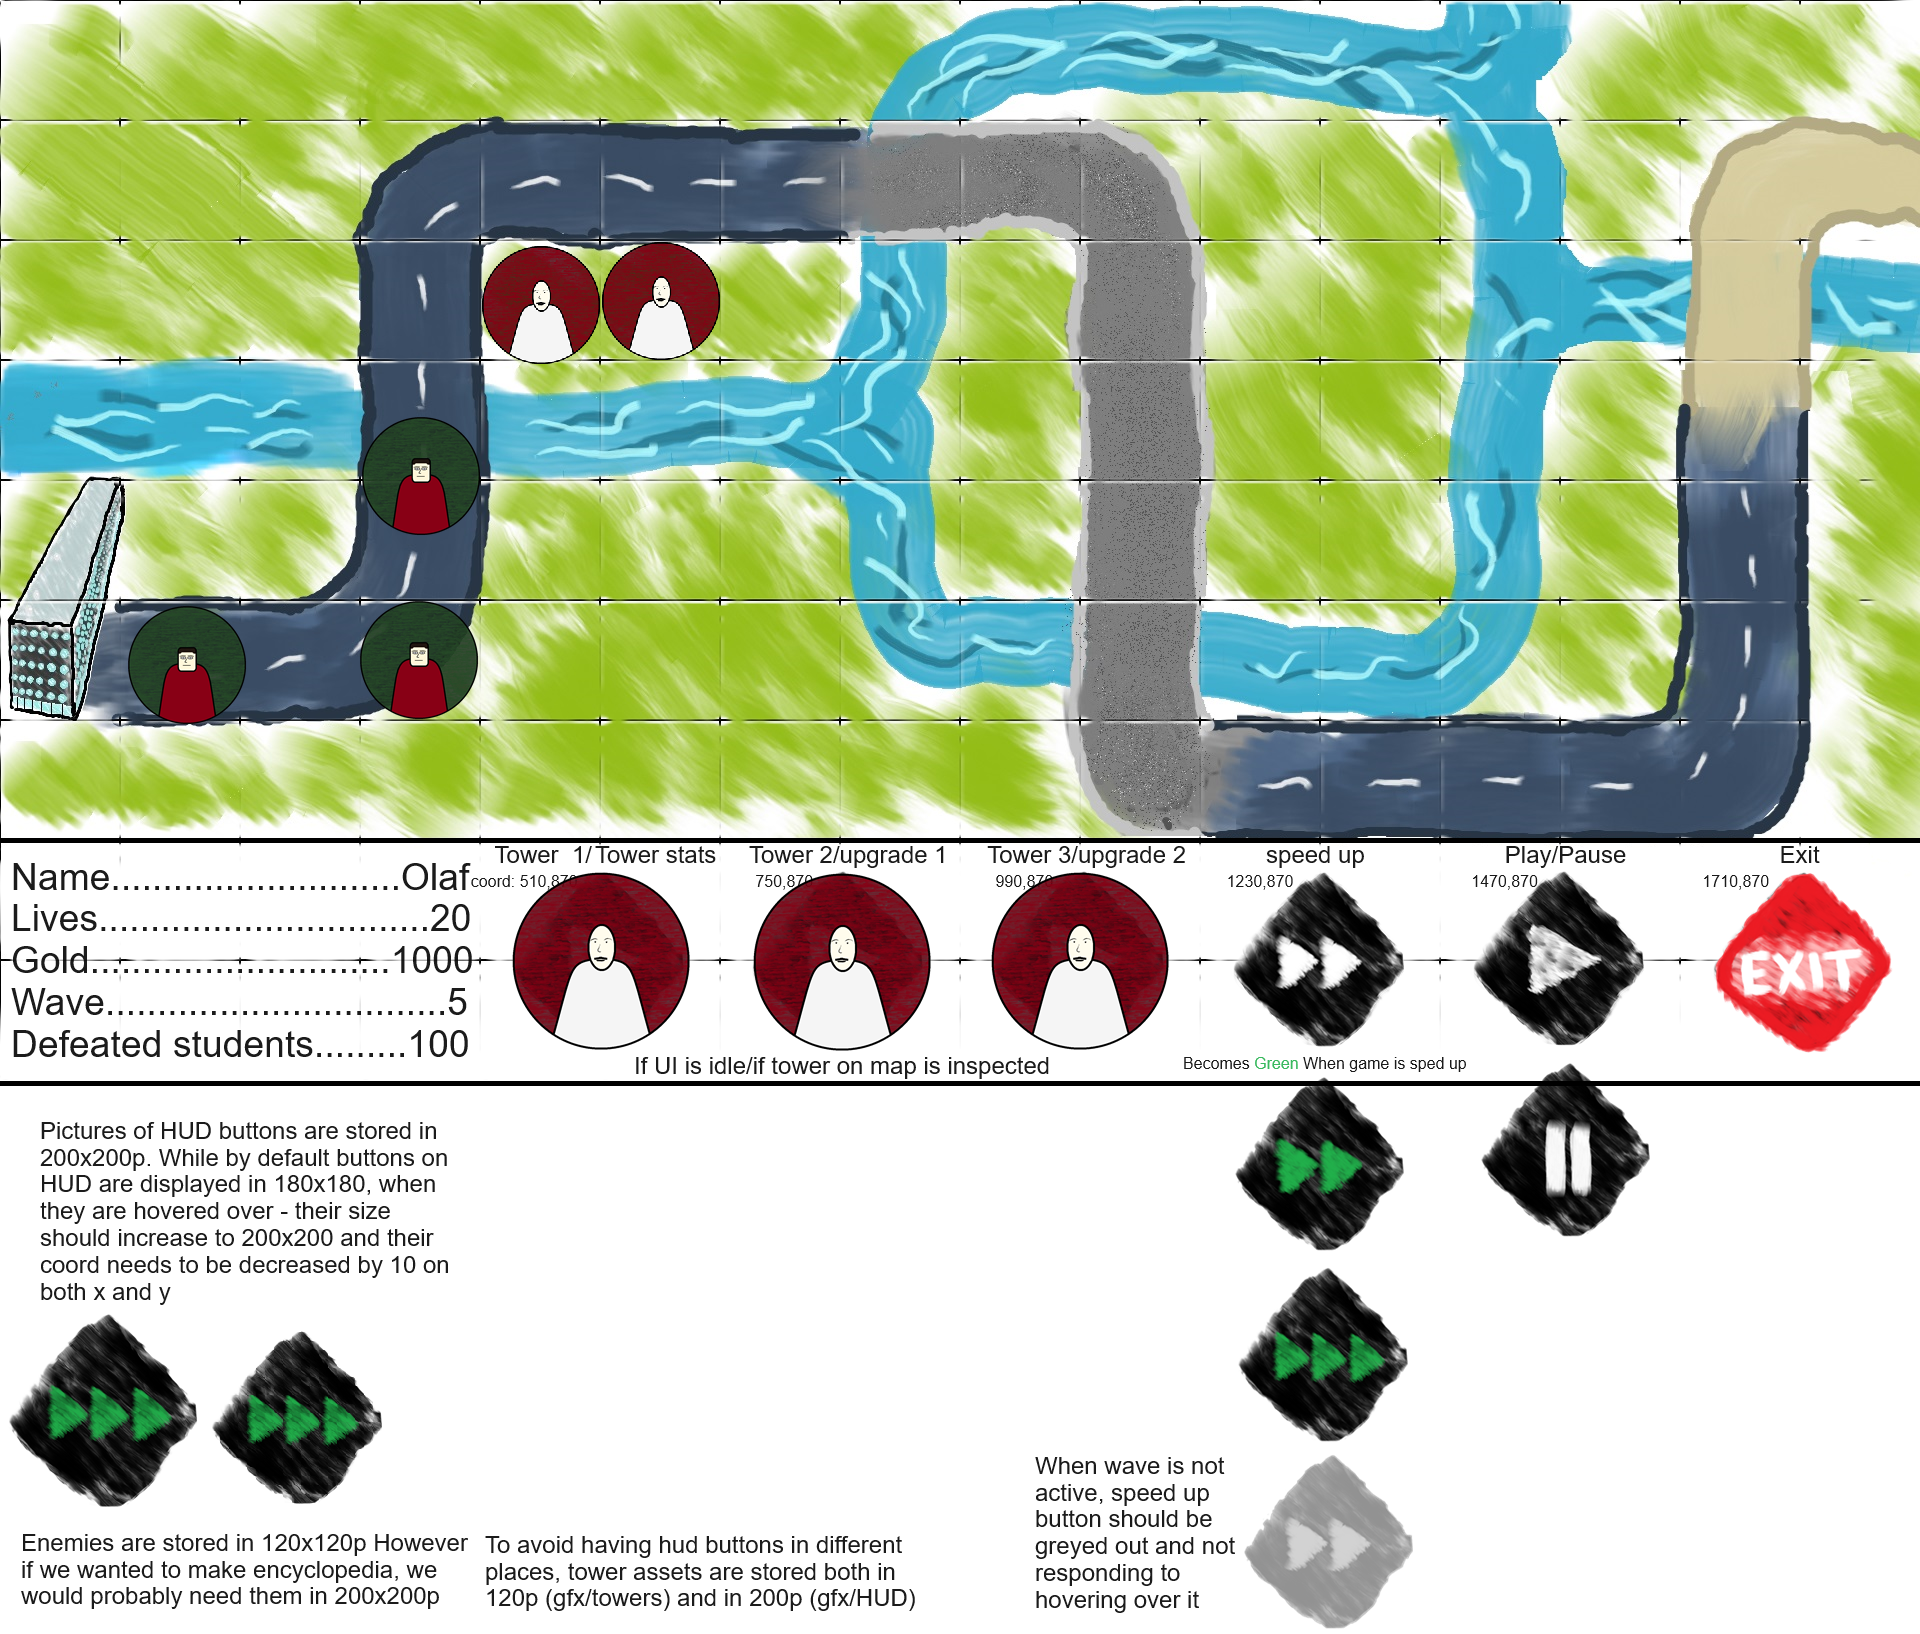 Tower 1/Tower stats
Tower 2/upgrade 1
Tower 3/upgrade 2
speed up
Play/Pause
Exit
Name...........................Olaf
Lives................................20
Gold.............................1000
Wave.................................5
Defeated students.........100
coord: 510,870
750,870
990,870
1230,870
1470,870
1710,870
EXIT
If UI is idle/if tower on map is inspected
Becomes Green When game is sped up
Pictures of HUD buttons are stored in
200x200p. While by default buttons on
HUD are displayed in 180x180, when
they are hovered over - their size
should increase to 200x200 and their
coord needs to be decreased by 10 on
both x and y
Enemies are stored in 120x120p However
if we wanted to make encyclopedia, we
would probably need them in 200x200p
To avoid having hud buttons in different
places, tower assets are stored both in
120p (gfx/towers) and in 200p (gfx/HUD)
When wave is not
active, speed up
button should be
greyed out and not
responding to
hovering over it